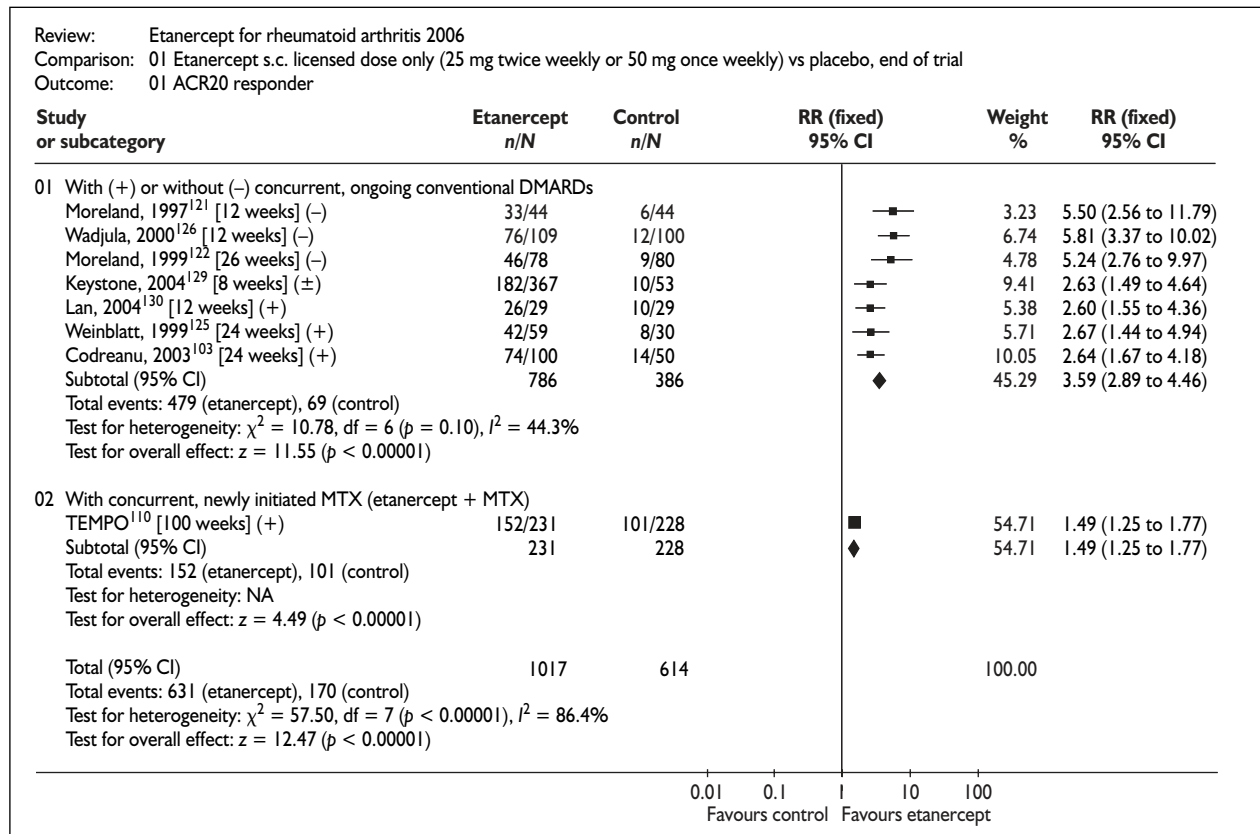 Review: Etanercept for rheumatoid arthritis 2006
Comparison: 01 Etanercept s.c. licensed dose only (25 mg twice weekly or 50 mg once weekly) vs placebo, end of trial
Outcome: 01 ACR20 responder
Study Etanercept Control RR (fixed) Weight RR (fixed)
or subcategory n/N n/N 95% CI % 95% CI
01 With (+) or without (–) concurrent, ongoing conventional DMARDs
Moreland, 1997¹²¹ [12 weeks] (–) 33/44 6/44 3.23 5.50 (2.56 to 11.79)
Wadjula, 2000¹²⁶ [12 weeks] (–) 76/109 12/100 6.74 5.81 (3.37 to 10.02)
Moreland, 1999¹²² [26 weeks] (–) 46/78 9/80 4.78 5.24 (2.76 to 9.97)
Keystone, 2004¹²⁹ [8 weeks] (±) 182/367 10/53 9.41 2.63 (1.49 to 4.64)
Lan, 2004¹³⁰ [12 weeks] (+) 26/29 10/29 5.38 2.60 (1.55 to 4.36)
Weinblatt, 1999¹²⁵ [24 weeks] (+) 42/59 8/30 5.71 2.67 (1.44 to 4.94)
Codreanu, 2003¹⁰³ [24 weeks] (+) 74/100 14/50 10.05 2.64 (1.67 to 4.18)
Subtotal (95% CI) 786 386 45.29 3.59 (2.89 to 4.46)
Total events: 479 (etanercept), 69 (control)
Test for heterogeneity: χ² = 10.78, df = 6 (p = 0.10), I² = 44.3%
Test for overall effect: z = 11.55 (p < 0.00001)
02 With concurrent, newly initiated MTX (etanercept + MTX)
TEMPO¹¹⁰ [100 weeks] (+) 152/231 101/228 54.71 1.49 (1.25 to 1.77)
Subtotal (95% CI) 231 228 54.71 1.49 (1.25 to 1.77)
Total events: 152 (etanercept), 101 (control)
Test for heterogeneity: NA
Test for overall effect: z = 4.49 (p < 0.00001)
Total (95% CI) 1017 614 100.00
Total events: 631 (etanercept), 170 (control)
Test for heterogeneity: χ² = 57.50, df = 7 (p < 0.00001), I² = 86.4%
Test for overall effect: z = 12.47 (p < 0.00001)
0.01 0.1 1 10 100
Favours control Favours etanercept